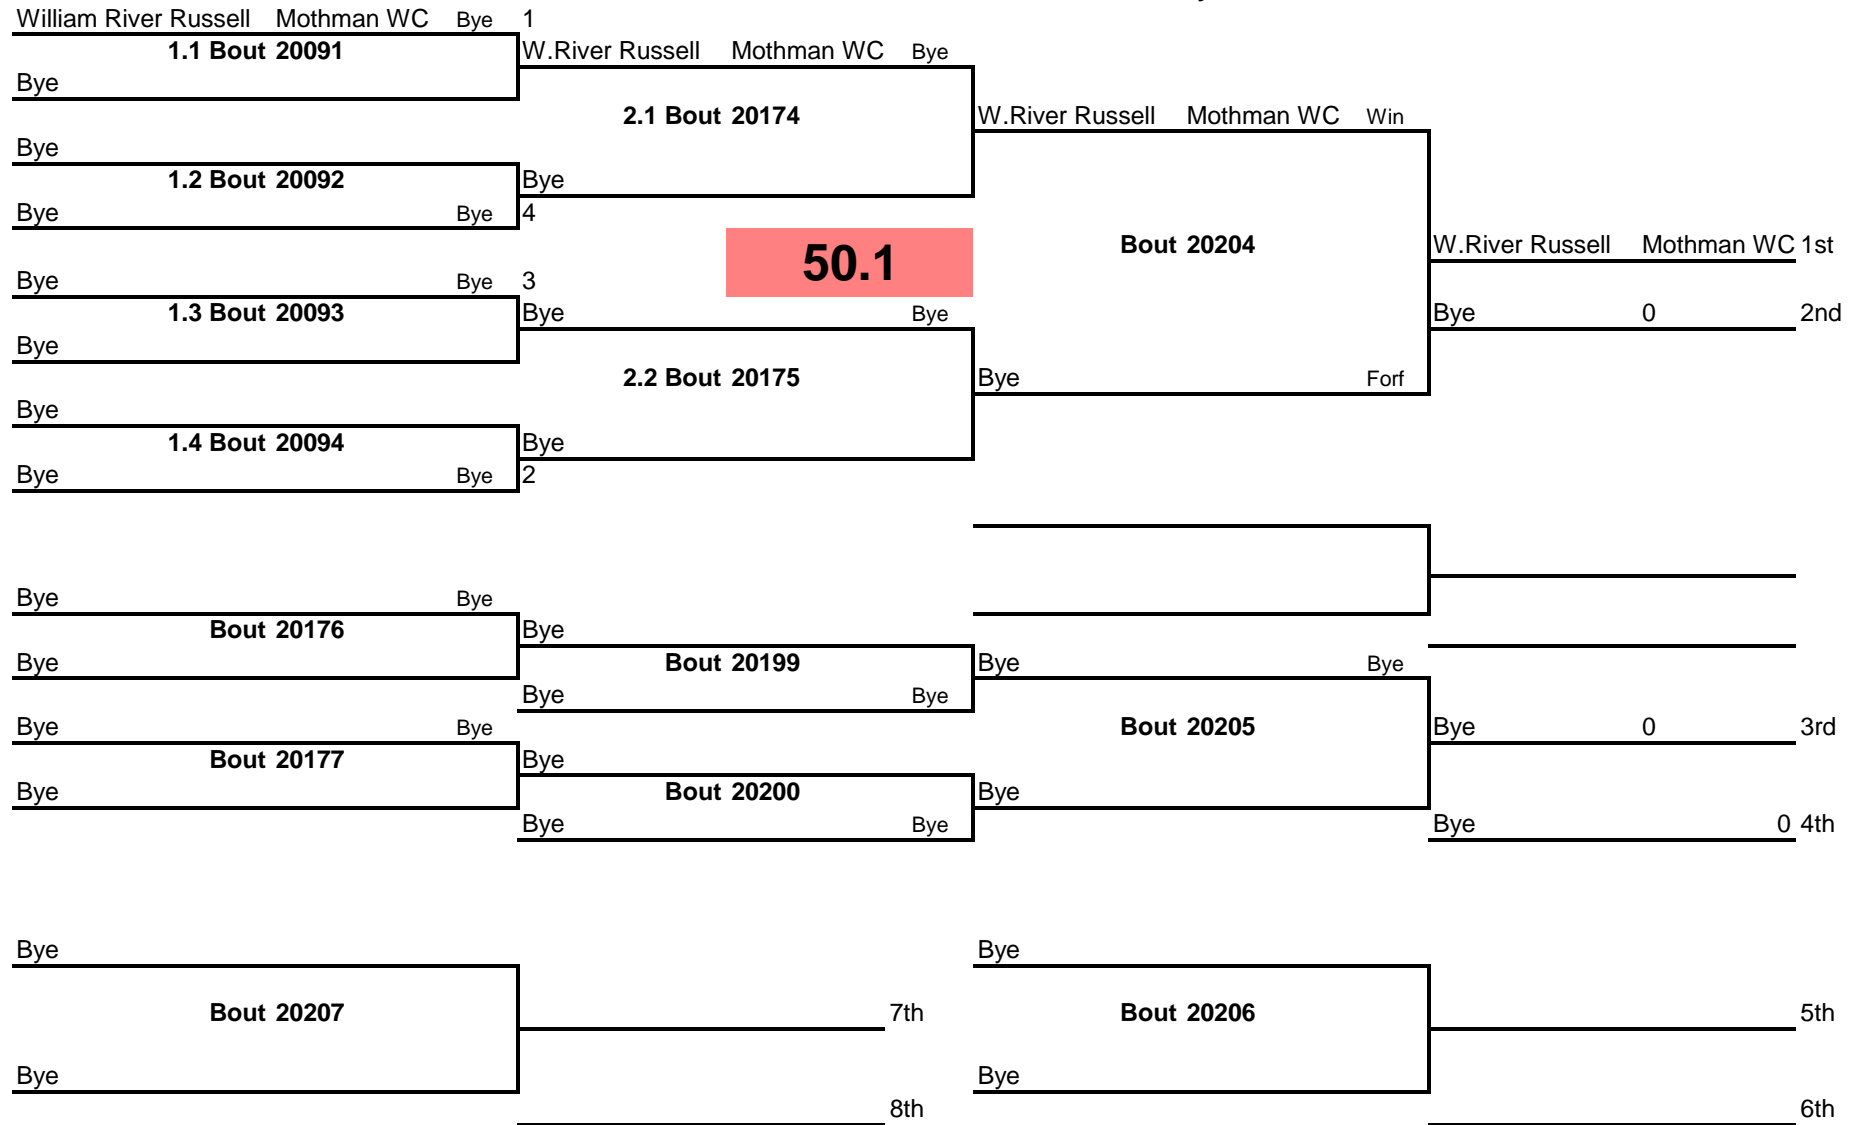 William River Russell Mothman WC Bye 1
1.1 Bout 20091 W.River Russell Mothman WC Bye
Bye
2.1 Bout 20174 W.River Russell Mothman WC Win
Bye
1.2 Bout 20092 Bye
Bye Bye 4
50.1 Bout 20204 W.River Russell Mothman WC 1st
Bye Bye 3
1.3 Bout 20093 Bye Bye Bye 0 2nd
Bye
2.2 Bout 20175 Bye Forf
Bye
1.4 Bout 20094 Bye
Bye Bye 2
Bye Bye
Bout 20176 Bye
Bye Bout 20199 Bye Bye
Bye Bye
Bye Bye Bout 20205 Bye 0 3rd
Bout 20177 Bye
Bye Bout 20200 Bye
Bye Bye Bye 0 4th
Bye Bye
Bout 20207 7th Bout 20206 5th
Bye Bye
8th 6th